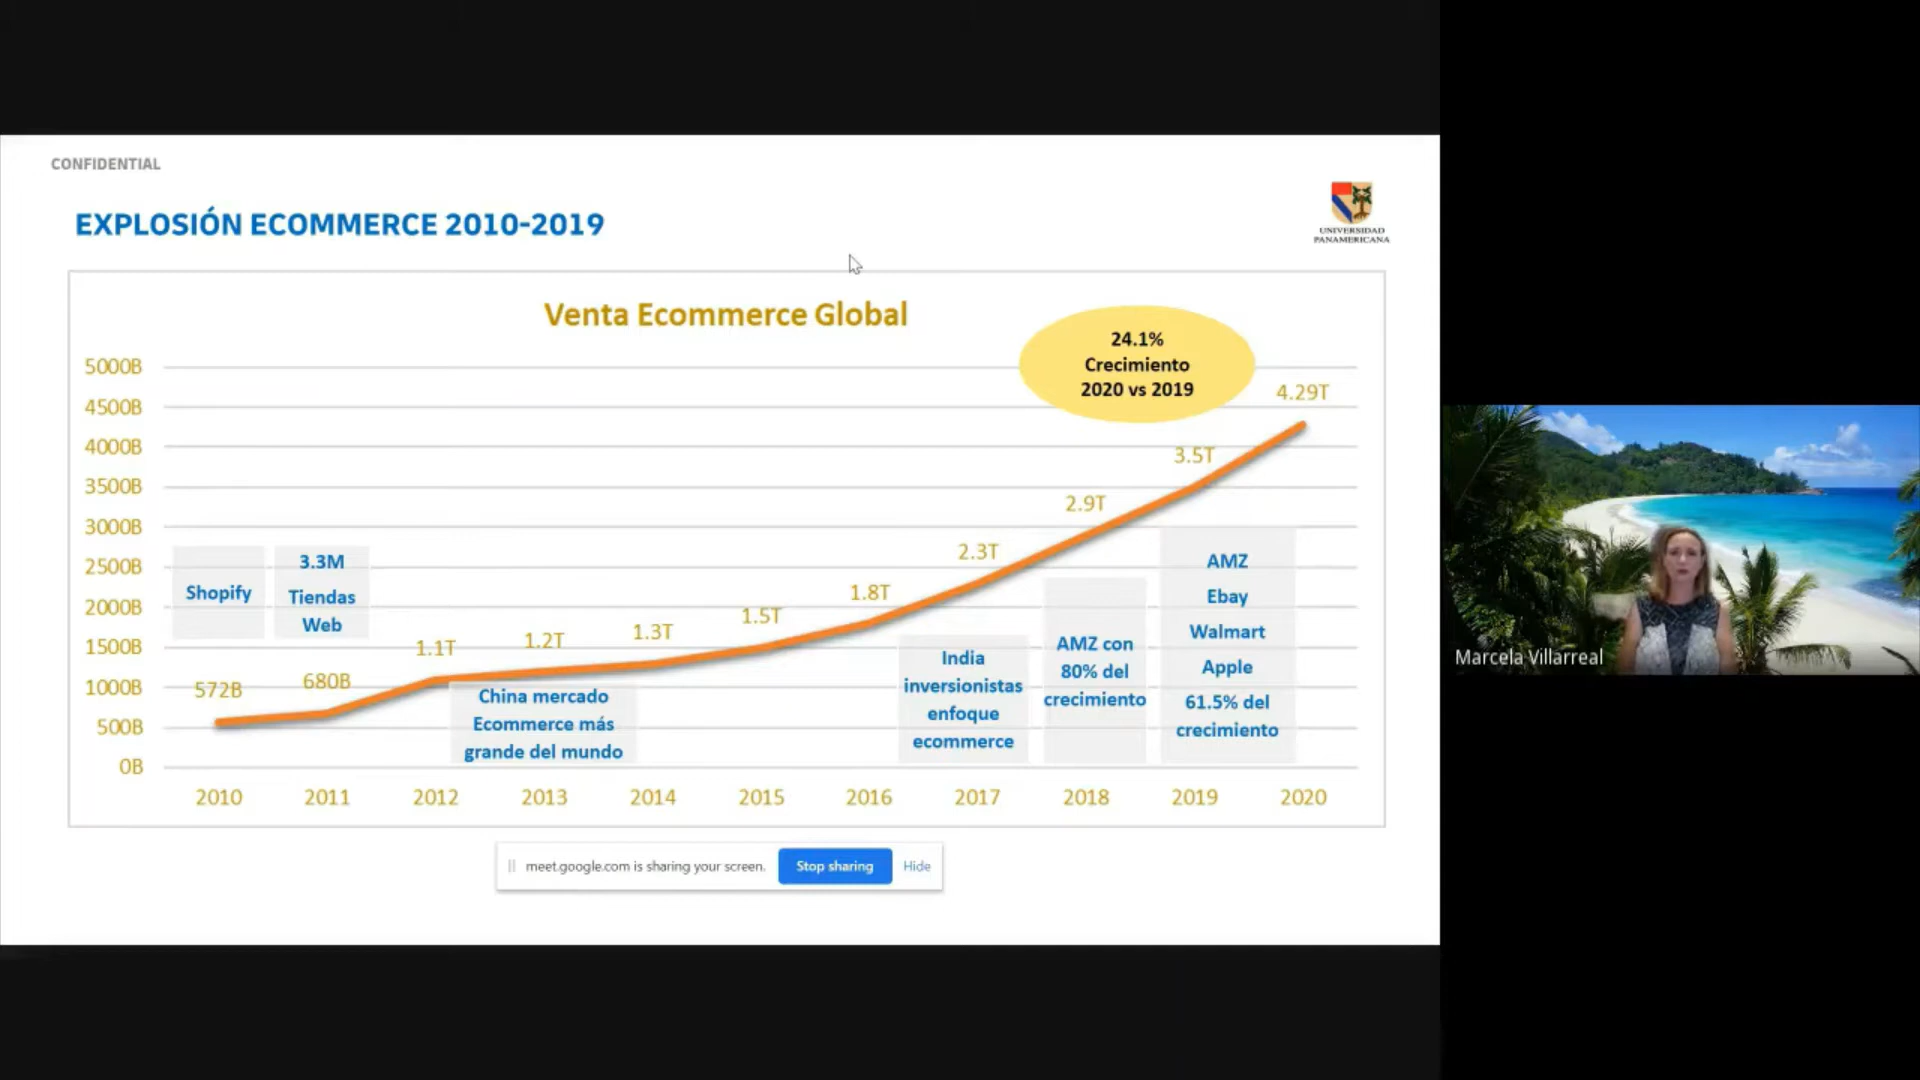 CONFIDENTIAL
EXPLOSIÓN ECOMMERCE 2010-2019
UNIVERSIDAD
PANAMERICANA
Venta Ecommerce Global
24.1%
Crecimiento
2020 vs 2019
5000B
4500B
4000B
3500B
3000B
2500B
2000B
1500B
1000B
500B
0B
572B
680B
1.1T
1.2T
1.3T
1.5T
1.8T
2.3T
2.9T
3.5T
4.29T
Shopify
3.3M
Tiendas
Web
China mercado
Ecommerce más
grande del mundo
India
inversionistas
enfoque
ecommerce
AMZ con
80% del
crecimiento
AMZ
Ebay
Walmart
Apple
61.5% del
crecimiento
2010 2011 2012 2013 2014 2015 2016 2017 2018 2019 2020
meet.google.com is sharing your screen. Stop sharing Hide
Marcela Villarreal